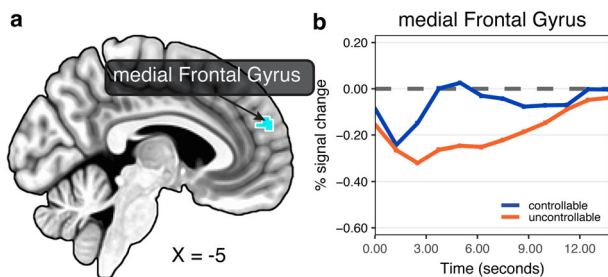 a
medial Frontal Gyrus
X = -5
b
medial Frontal Gyrus
% signal change
0.20
0.00
−0.20
−0.40
−0.60
controllable
uncontrollable
0.00 3.00 6.00 9.00 12.00
Time (seconds)